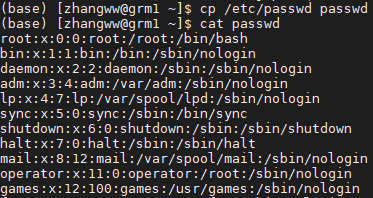 (base) [zhangww@grm1 ~]$ cp /etc/passwd passwd
(base) [zhangww@grm1 ~]$ cat passwd
root:x:0:0:root:/root:/bin/bash
bin:x:1:1:bin:/bin:/sbin/nologin
daemon:x:2:2:daemon:/sbin:/sbin/nologin
adm:x:3:4:adm:/var/adm:/sbin/nologin
lp:x:4:7:lp:/var/spool/lpd:/sbin/nologin
sync:x:5:0:sync:/sbin:/bin/sync
shutdown:x:6:0:shutdown:/sbin:/sbin/shutdown
halt:x:7:0:halt:/sbin:/sbin/halt
mail:x:8:12:mail:/var/spool/mail:/sbin/nologin
operator:x:11:0:operator:/root:/sbin/nologin
games:x:12:100:games:/usr/games:/sbin/nologin